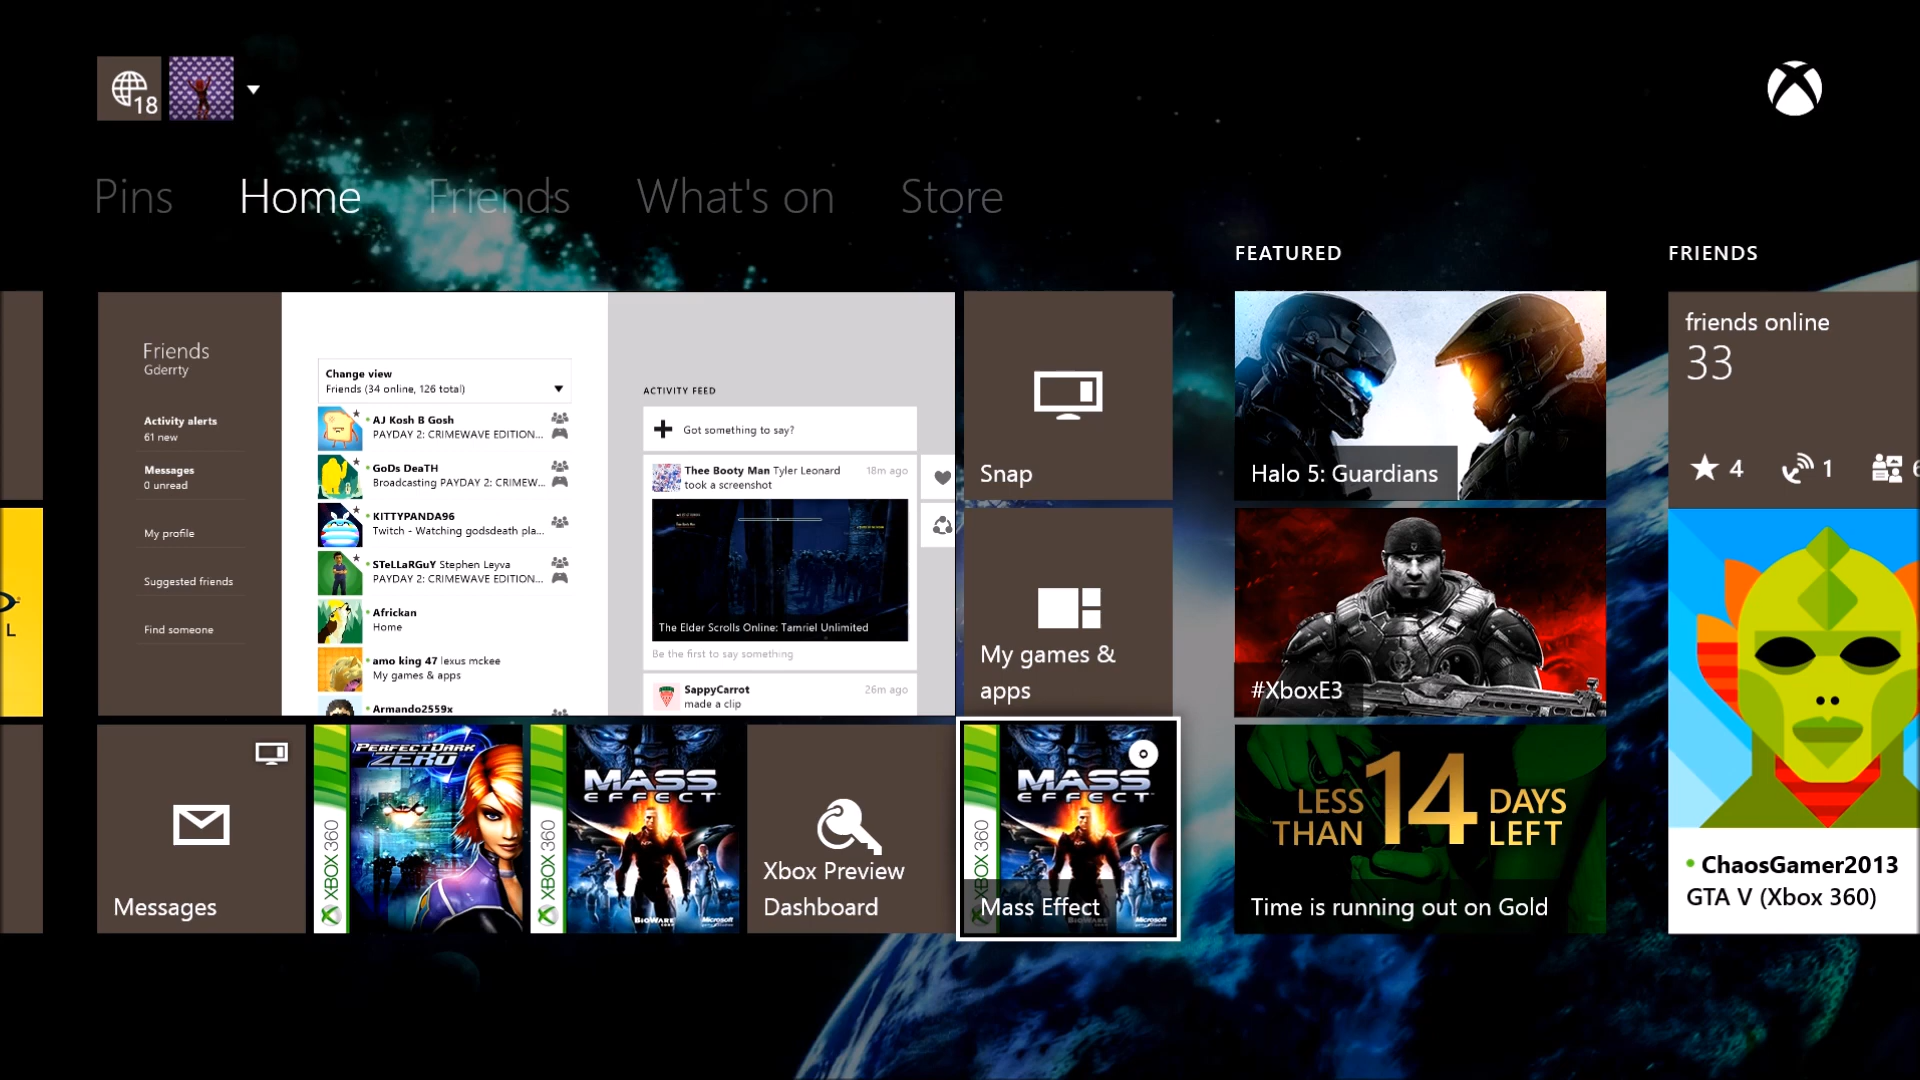 18
Pins
Home
Friends
What's on
Store
FEATURED
FRIENDS
Friends
Gderrty
Activity alerts
61 new
Messages
0 unread
My profile
Suggested friends
Find someone
Change view
Friends (34 online, 126 total)
AJ Kosh B Gosh
PAYDAY 2: CRIMEWAVE EDITION...
GoDs DeaTH
Broadcasting PAYDAY 2: CRIMEW...
KITTYPANDA96
Twitch - Watching godsdeath pla...
STeLLaRGuY Stephen Leyva
PAYDAY 2: CRIMEWAVE EDITION...
Africkan
Home
amo king 47 lexus mckee
My games & apps
Armando2559x
ACTIVITY FEED
Got something to say?
Thee Booty Man Tyler Leonard 18m ago
took a screenshot
The Elder Scrolls Online: Tamriel Unlimited
Be the first to say something
SappyCarrot 26m ago
made a clip
Snap
My games &
apps
Halo 5: Guardians
#XboxE3
LESS THAN 14 DAYS LEFT
Time is running out on Gold
friends online
33
4
1
6
ChaosGamer2013
GTA V (Xbox 360)
L
Messages
XBOX 360
PERFECT DARK
ZERO
XBOX 360
MASS
EFFECT
BIOWARE
Microsoft
Xbox Preview
Dashboard
XBOX 360
MASS
EFFECT
Mass Effect
BIOWARE
Microsoft